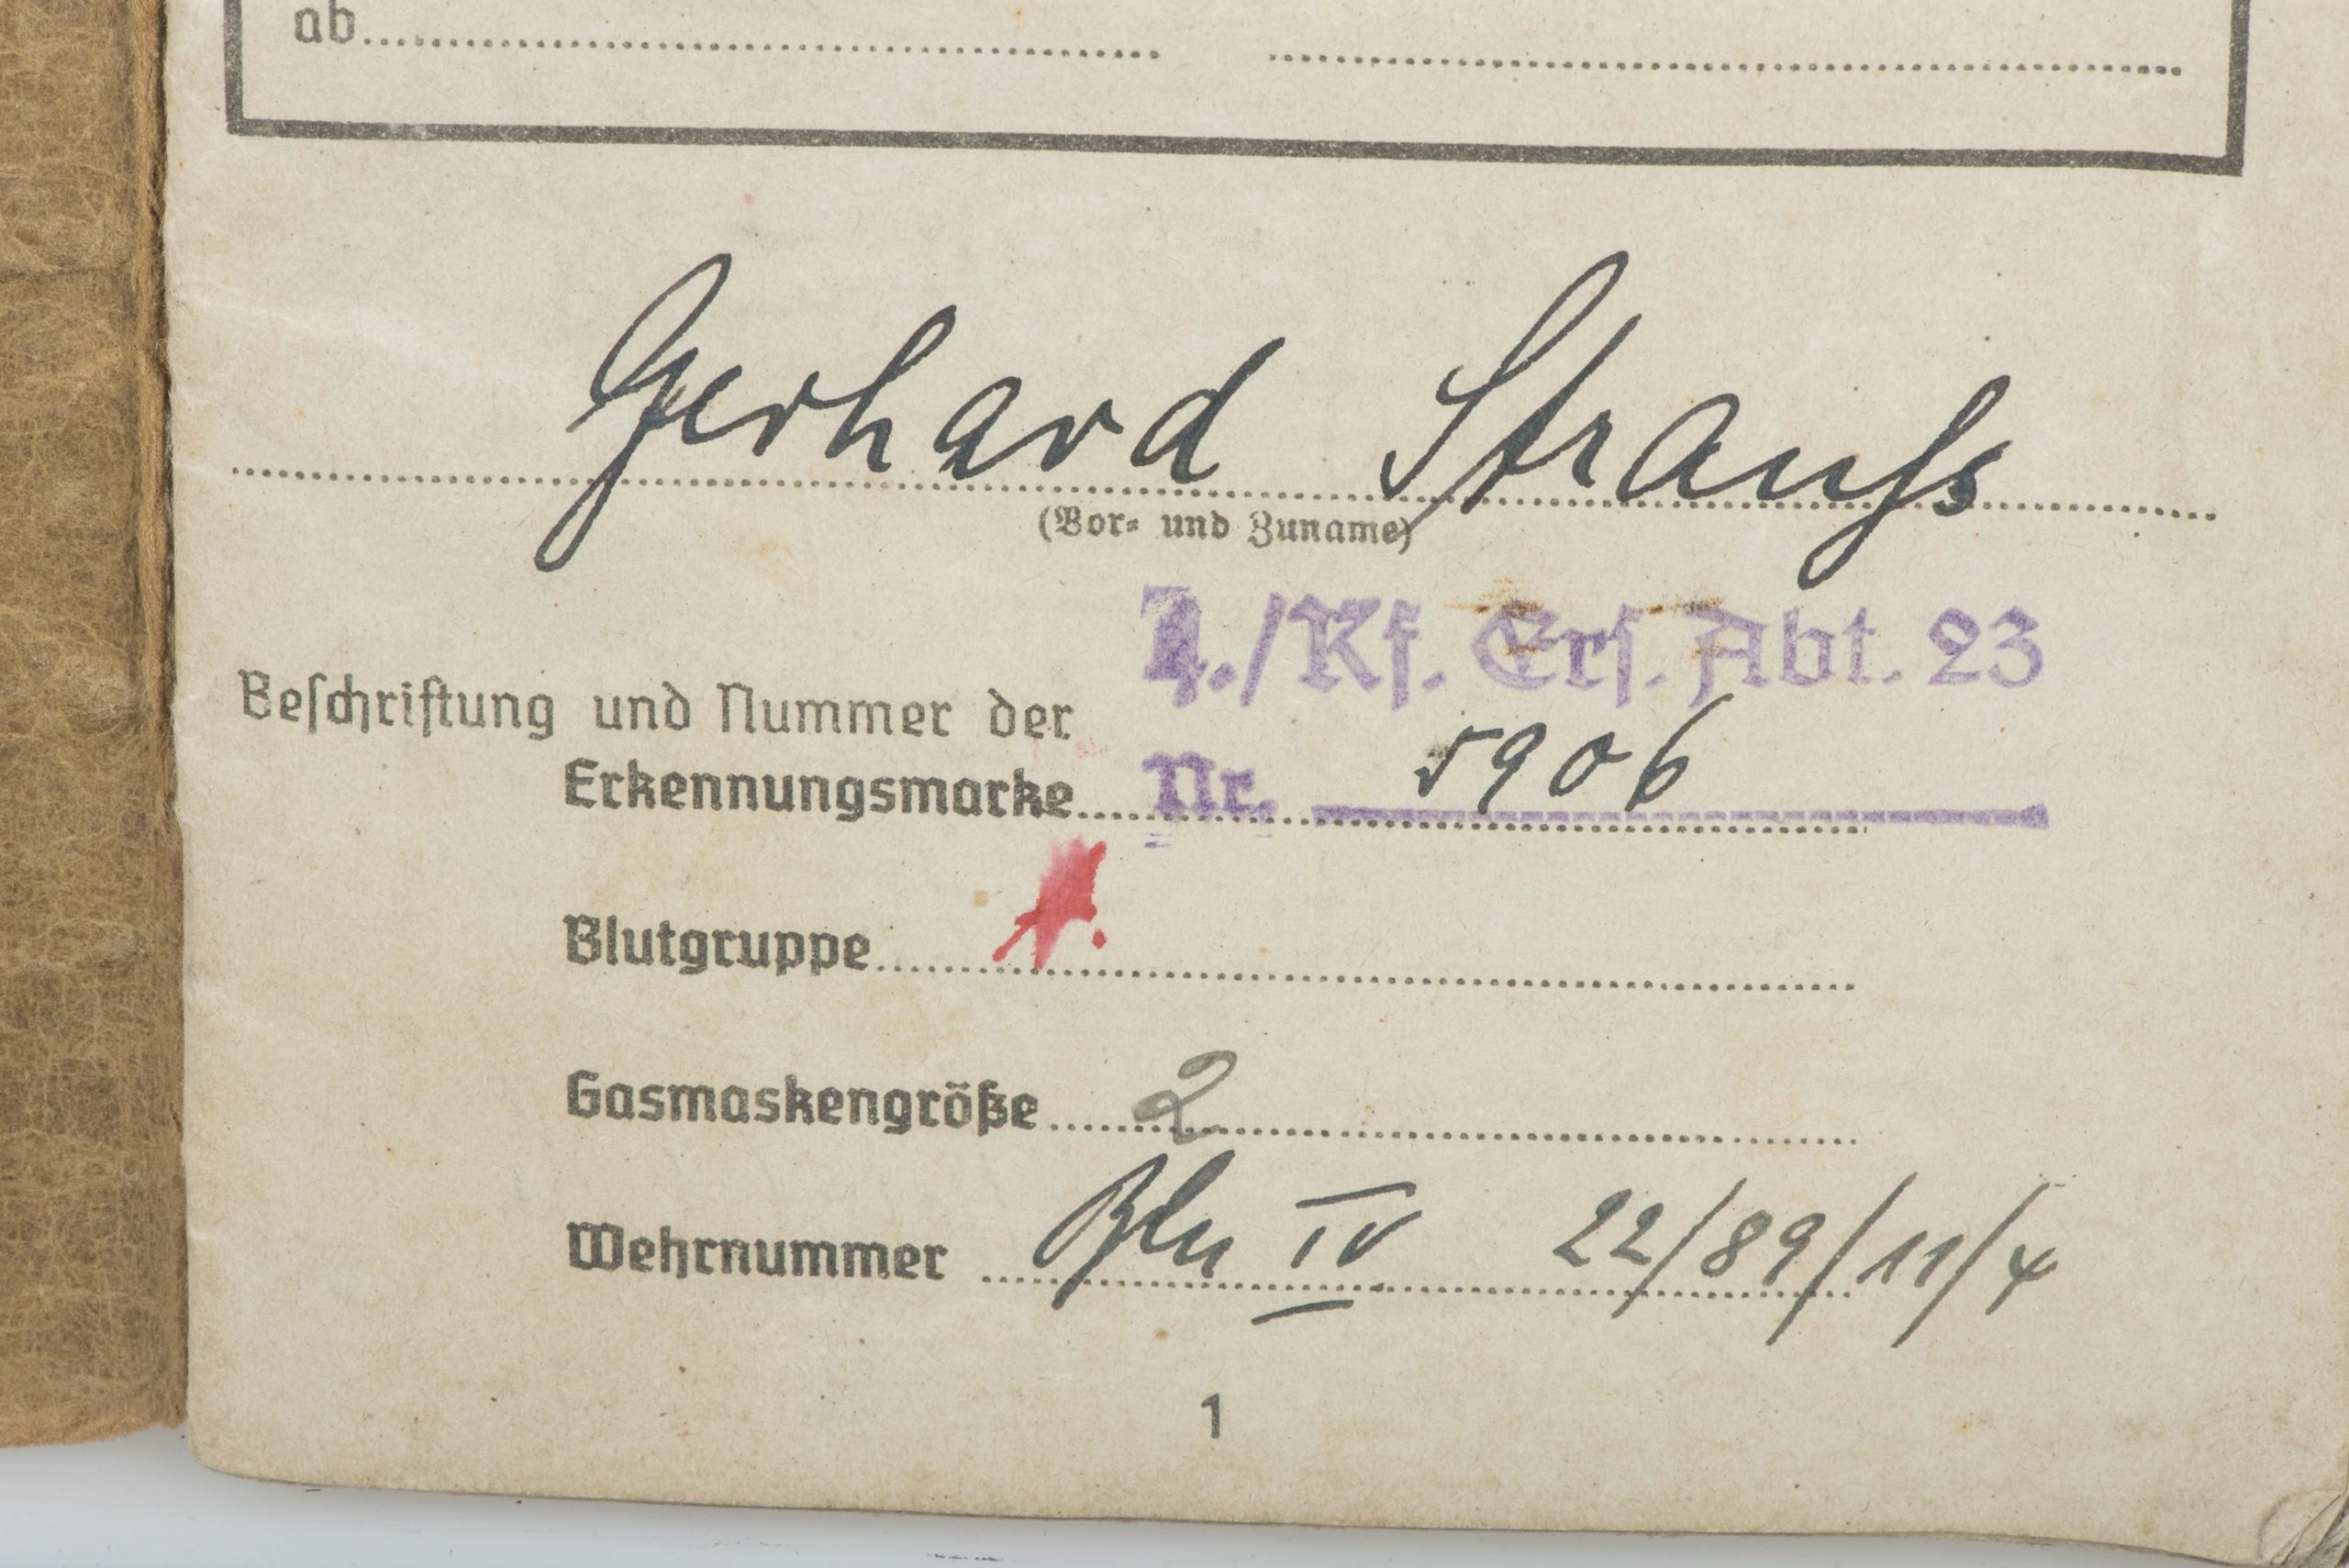 ab
Gerhard Strauss
(Vor= und Zuname)
./Kf. Ers. Abt. 23
Beschriftung und Nummer der
Erkennungsmarke Nr. 5906
Blutgruppe A.
Gasmaskengröße 2
Wehrnummer Bln IV 22/89/11/4
1